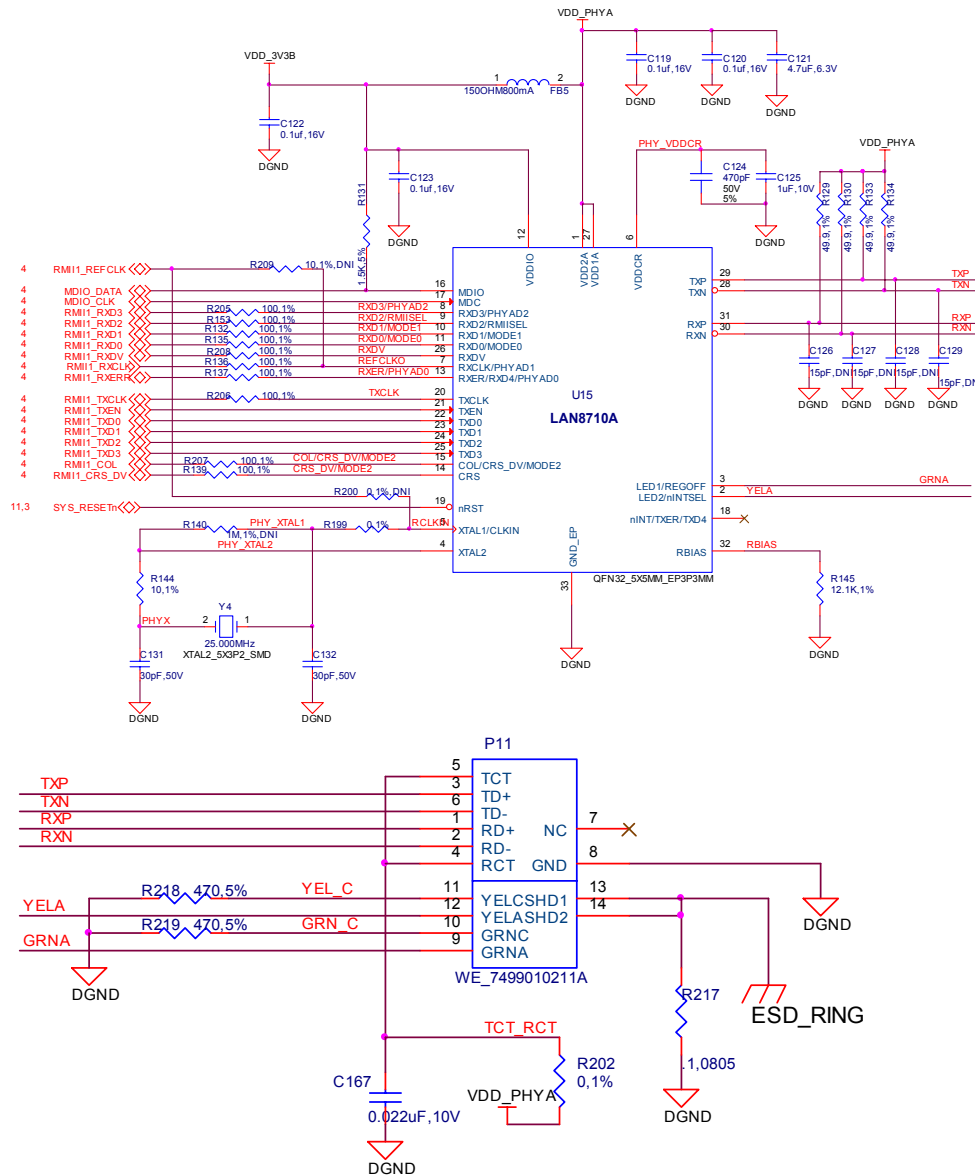 VDD_PHYA
VDD_3V3B
1 2
150OHM800mA FB5
C119
0.1uf,16V
C120
0.1uf,16V
C121
4.7uF,6.3V
DGND DGND DGND
C122
0.1uf,16V
DGND
C123
0.1uf,16V
DGND
R131
1.5K,5%
PHY_VDDCR
C124
470pF
50V
5%
C125
1uF,10V
DGND
VDD_PHYA
R129
49.9,1%
R130
49.9,1%
R133
49.9,1%
R134
49.9,1%
12 1 27 6
VDDIO VDD2A VDD1A VDDCR
4 RMII1_REFCLK R209 10,1%,DNI
4 MDIO_DATA 16 MDIO
4 MDIO_CLK 17 MDC
4 RMII1_RXD3 R205 100,1% RXD3/PHYAD2 8 RXD3/PHYAD2
4 RMII1_RXD2 R153 100,1% RXD2/RMIISEL 9 RXD2/RMIISEL
4 RMII1_RXD1 R132 100,1% RXD1/MODE1 10 RXD1/MODE1
4 RMII1_RXD0 R135 100,1% RXD0/MODE0 11 RXD0/MODE0
4 RMII1_RXDV R208 100,1% RXDV 26 RXDV
4 RMII1_RXCLK R136 100,1% REFCLKO 7 RXCLK/PHYAD1
4 RMII1_RXERR R137 100,1% RXER/PHYAD0 13 RXER/RXD4/PHYAD0
4 RMII1_TXCLK R206 100,1% TXCLK 20 TXCLK
4 RMII1_TXEN 21 TXEN
4 RMII1_TXD0 22 TXD0
4 RMII1_TXD1 23 TXD1
4 RMII1_TXD2 24 TXD2
4 RMII1_TXD3 25 TXD3
4 RMII1_COL R207 100,1% COL/CRS_DV/MODE2 15 COL/CRS_DV/MODE2
4 RMII1_CRS_DV R139 100,1% CRS_DV/MODE2 14 CRS
R200 0,1%,DNI
11,3 SYS_RESETn 19 nRST
R140 PHY_XTAL1 R199 0,1% RCLKIN 5 XTAL1/CLKIN
1M,1%,DNI
PHY_XTAL2 4 XTAL2
U15
LAN8710A
TXP 29 TXP
TXN 28 TXN
RXP 31 RXP
RXN 30 RXN
C126
15pF,DNI
C127
15pF,DNI
C128
15pF,DNI
C129
15pF,DNI
DGND DGND DGND DGND
LED1/REGOFF 3 GRNA
LED2/nINTSEL 2 YELA
nINT/TXER/TXD4 18
RBIAS 32 RBIAS
GND_EP
33
DGND
QFN32_5X5MM_EP3P3MM
R145
12.1K,1%
DGND
R144
10,1%
PHYX 2 Y4 1
25.000MHz
XTAL2_5X3P2_SMD
C131
30pF,50V
C132
30pF,50V
DGND DGND
P11
5 TCT
TXP 3 TD+
TXN 6 TD-
RXP 1 RD+
RXN 2 RD-
4 RCT
NC 7
GND 8
DGND
R218 470,5% YEL_C 11 YELC
YELA 12 YELA
R219 470,5% GRN_C 10 GRNC
GRNA 9 GRNA
SHD1 13
SHD2 14
DGND
WE_7499010211A
ESD_RING
R217
.1,0805
DGND
TCT_RCT
C167
0.022uF,10V
DGND
R202
0,1%
VDD_PHYA